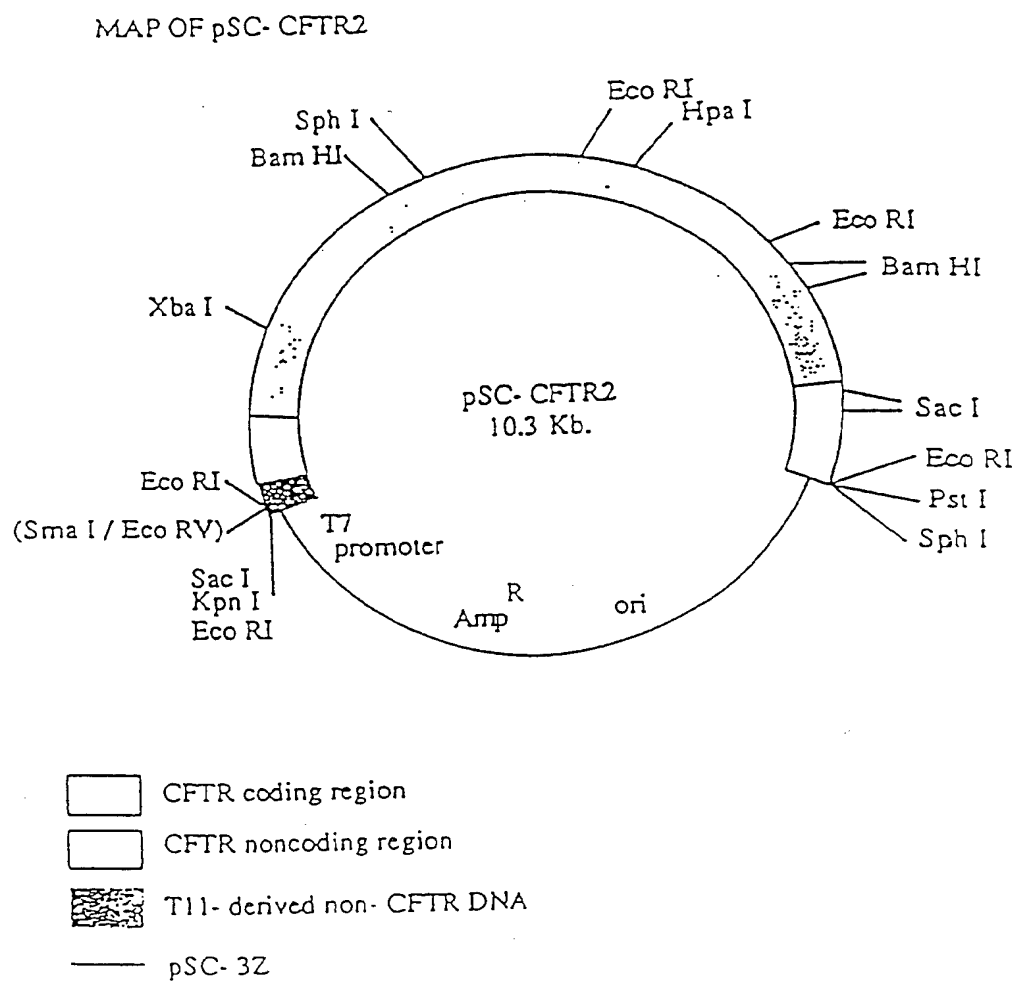 MAP OF pSC- CFTR2
Eco RI
Hpa I
Sph I
Bam HI
Eco RI
Bam HI
Xba I
pSC- CFTR2
10.3 Kb.
Sac I
Eco RI
Pst I
Sph I
Eco RI
(Sma I / Eco RV)
T7
promoter
Sac I
Kpn I
Eco RI
Amp R
ori
CFTR coding region
CFTR noncoding region
T11- derived non- CFTR DNA
pSC- 3Z